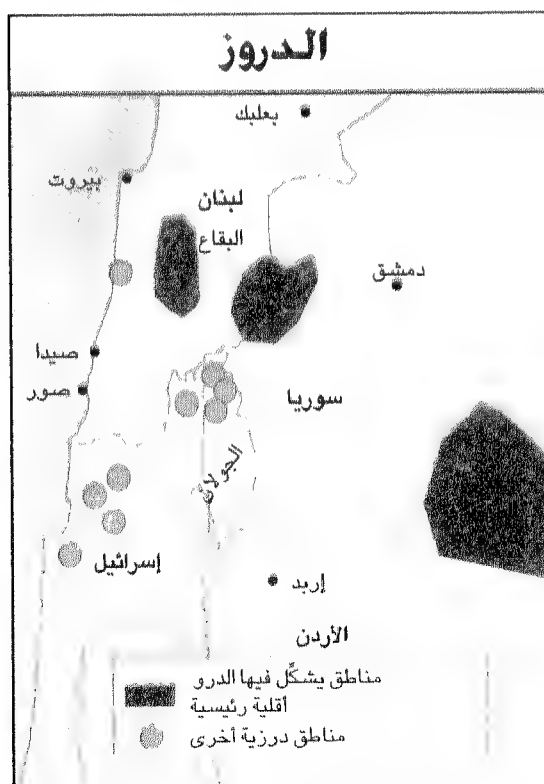 الدروز
بعلبك
بيروت
لبنان
البقاع
دمشق
صيدا
صور
سوريا
الجولان
إسرائيل
إربد
الأردن
مناطق يشكِّل فيها الدرو
أقلية رئيسية
مناطق درزية أخرى